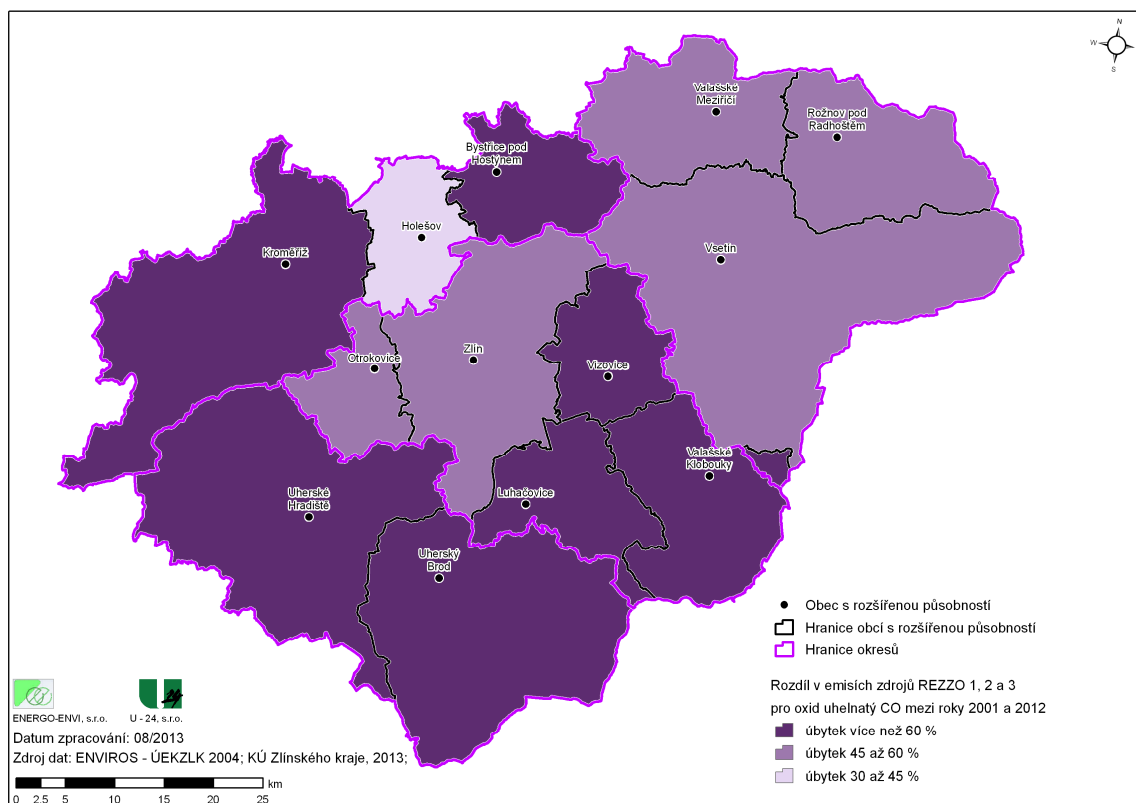 N
W
S
Valašské
Meziříčí
Rožnov pod
Radhoštěm
Bystřice pod
Hostýnem
Holešov
Kroměříž
Vsetín
Zlín
Otrokovice
Vizovice
Valašské
Klobouky
Luhačovice
Uherské
Hradiště
Uherský
Brod
Obec s rozšířenou působností
Hranice obcí s rozšířenou působností
Hranice okresů
Rozdíl v emisích zdrojů REZZO 1, 2 a 3
pro oxid uhelnatý CO mezi roky 2001 a 2012
úbytek více než 60 %
úbytek 45 až 60 %
úbytek 30 až 45 %
24
ENERGO-ENVI, s.r.o. U - 24, s.r.o.
Datum zpracování: 08/2013
Zdroj dat: ENVIROS - ÚEKZLK 2004; KÚ Zlínského kraje, 2013;
km
0 2.5 5 10 15 20 25